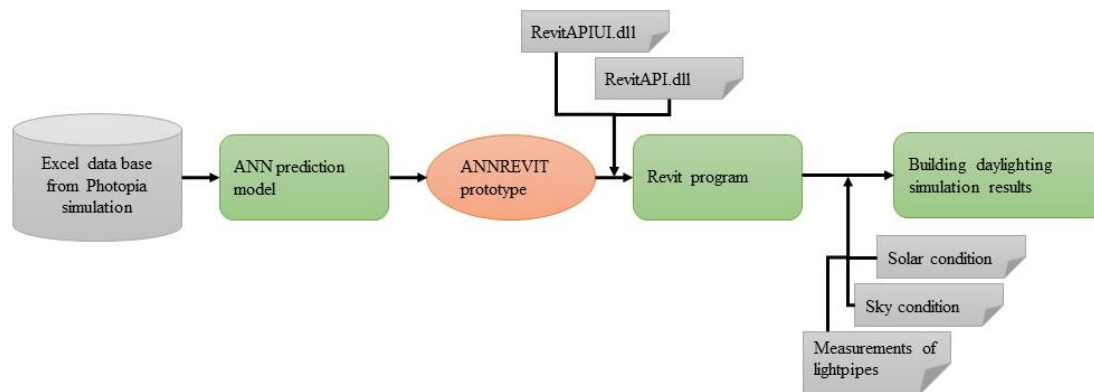 RevitAPIUI.dll
RevitAPI.dll
Excel data base
from Photopia
simulation
ANN prediction
model
ANNREVIT
prototype
Revit program
Building daylighting
simulation results
Solar condition
Sky condition
Measurements of
lightpipes